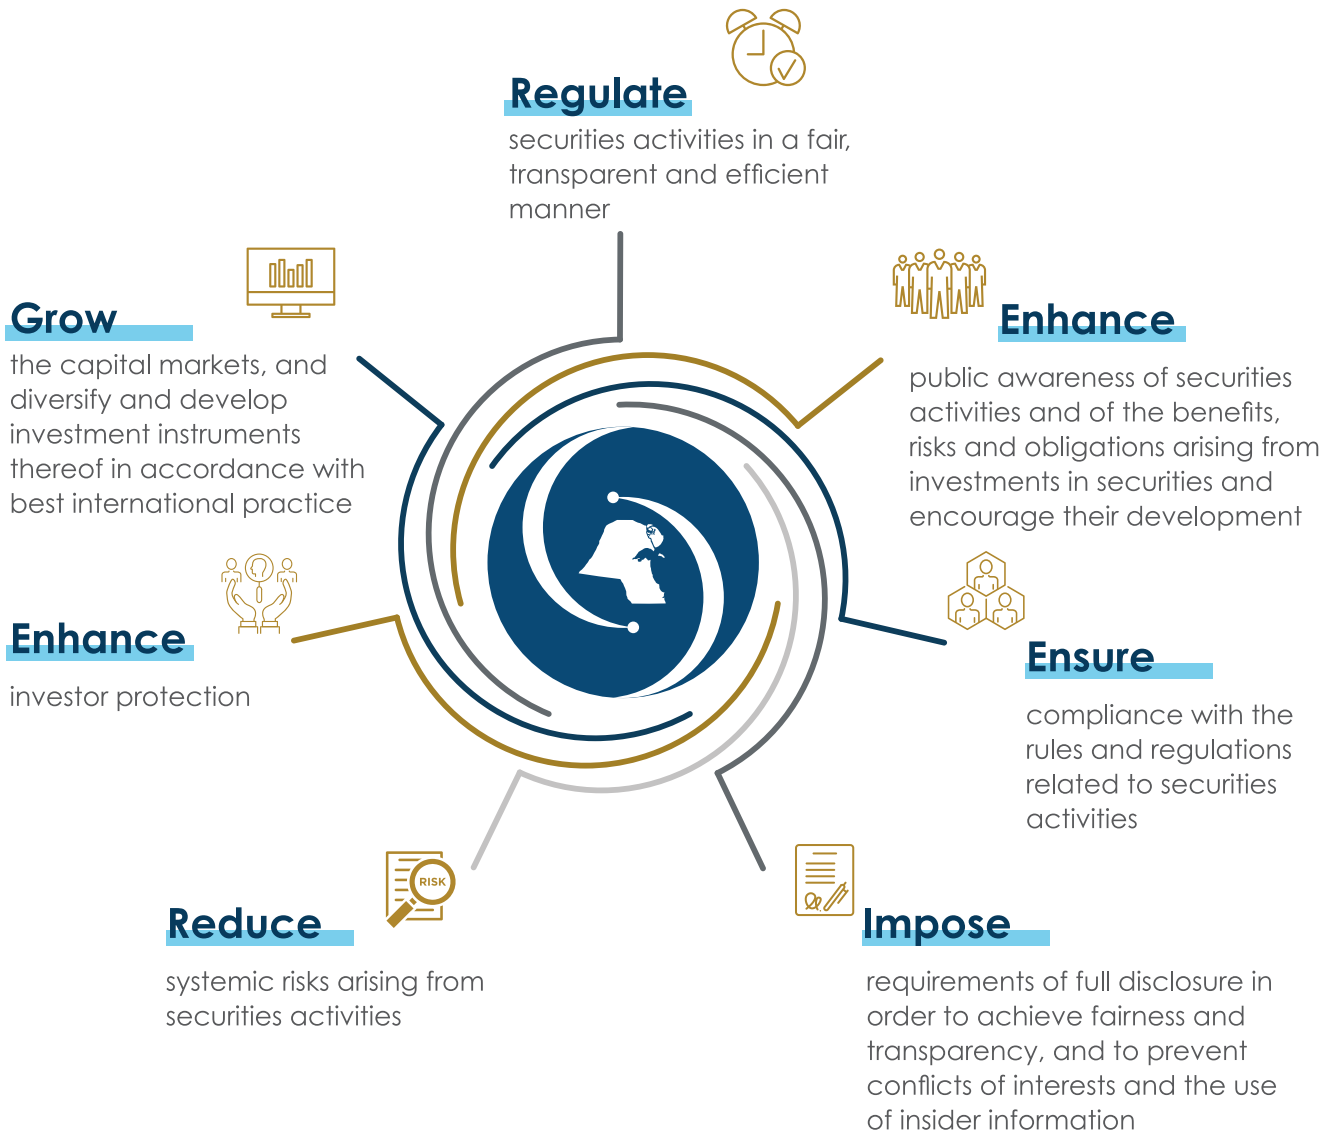 Regulate
securities activities in a fair,
transparent and efficient
manner
Enhance
public awareness of securities
activities and of the benefits,
risks and obligations arising from
investments in securities and
encourage their development
Ensure
compliance with the
rules and regulations
related to securities
activities
Impose
requirements of full disclosure in
order to achieve fairness and
transparency, and to prevent
conflicts of interests and the use
of insider information
RISK
Reduce
systemic risks arising from
securities activities
Enhance
investor protection
Grow
the capital markets, and
diversify and develop
investment instruments
thereof in accordance with
best international practice